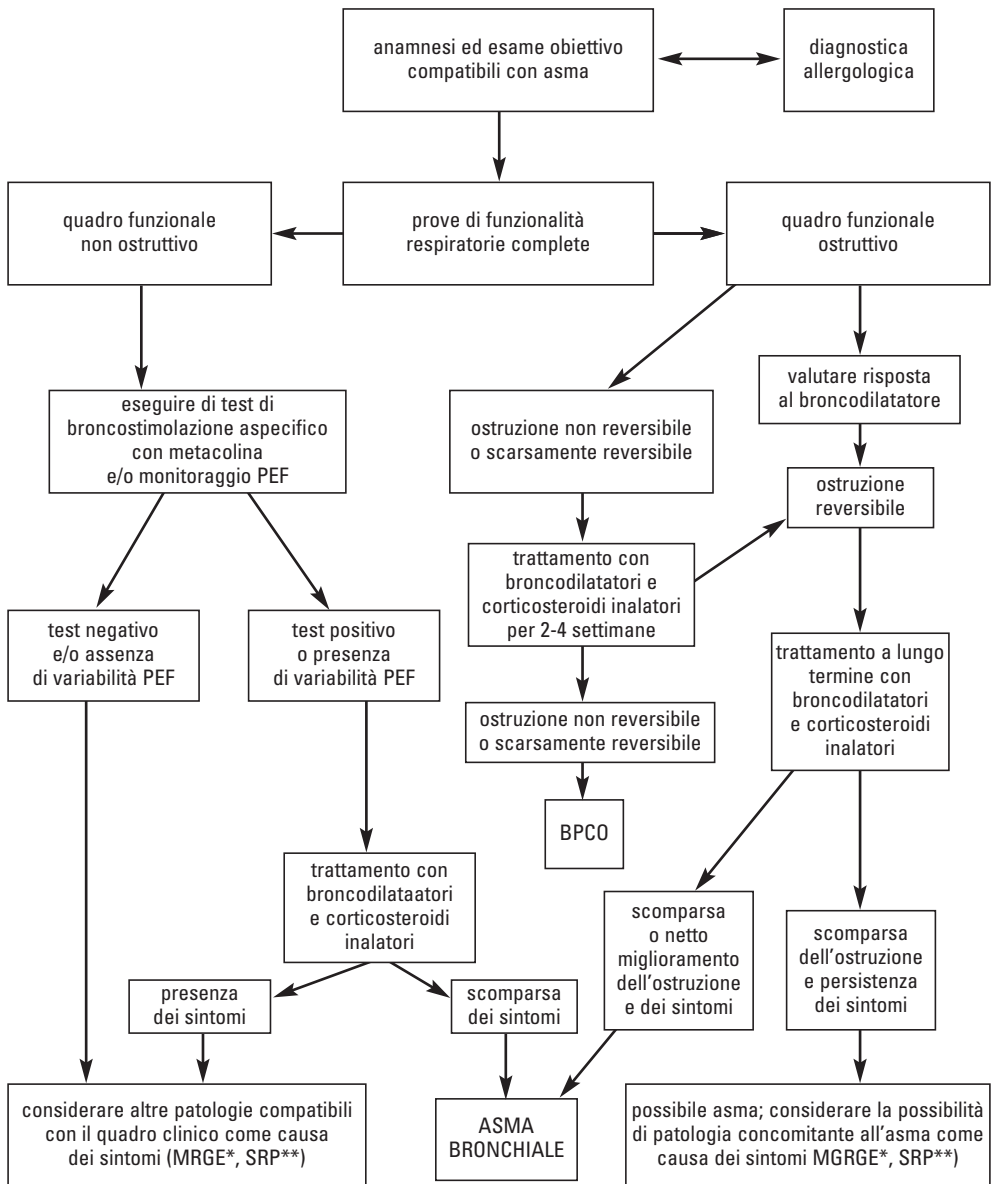 anamnesi ed esame obiettivo
compatibili con asma
diagnostica
allergologica
quadro funzionale
non ostruttivo
prove di funzionalità
respiratorie complete
quadro funzionale
ostruttivo
eseguire di test di
broncostimolazione aspecifico
con metacolina
e/o monitoraggio PEF
ostruzione non reversibile
o scarsamente reversibile
valutare risposta
al broncodilatatore
ostruzione
reversibile
trattamento con
broncodilatatori e
corticosteroidi inalatori
per 2-4 settimane
test negativo
e/o assenza
di variabilità PEF
test positivo
o presenza
di variabilità PEF
trattamento a lungo
termine con
broncodilatatori
e corticosteroidi
inalatori
ostruzione non reversibile
o scarsamente reversibile
BPCO
trattamento con
broncodilataatori
e corticosteroidi
inalatori
scomparsa
o netto
miglioramento
dell'ostruzione
e dei sintomi
scomparsa
dell'ostruzione
e persistenza
dei sintomi
presenza
dei sintomi
scomparsa
dei sintomi
considerare altre patologie compatibili
con il quadro clinico come causa
dei sintomi (MRGE*, SRP**)
ASMA
BRONCHIALE
possibile asma; considerare la possibilità
di patologia concomitante all'asma come
causa dei sintomi MGRGE*, SRP**)